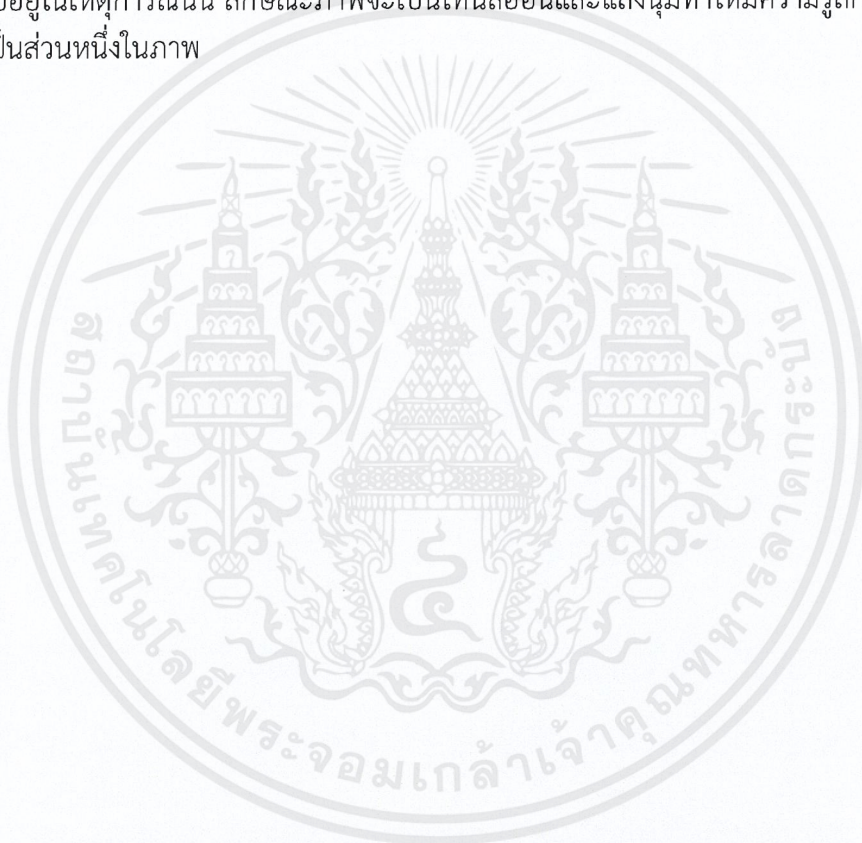 อยู่ในเหตุการณ์นั้น ลักษณะภาพจะเป็นโทนสีอ่อนและแสงนุ่มทำให้มีความรู้สึก
เป็นส่วนหนึ่งในภาพ
สถาบันเทคโนโลยีพระจอมเกล้าเจ้าคุณทหารลาดกระบัง
๔